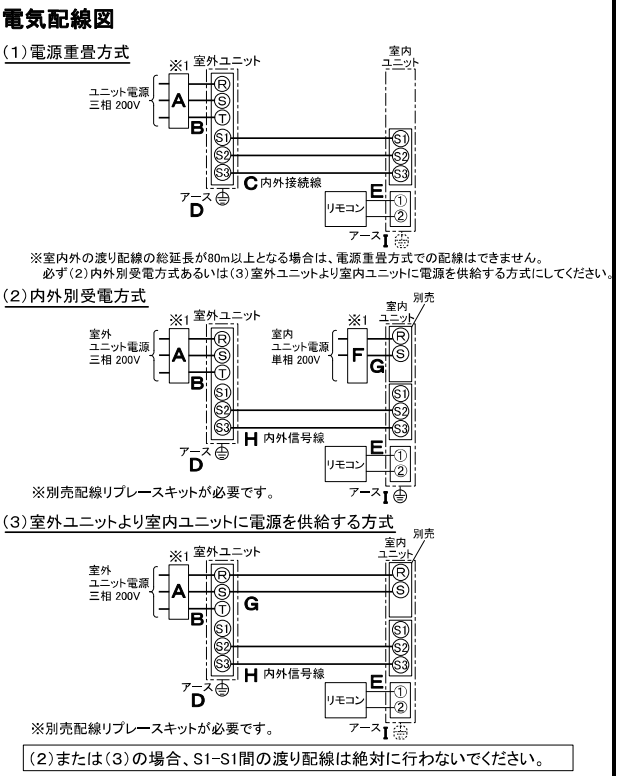 電気配線図
(1)電源重畳方式
※1 室外ユニット
室内
ユニット
ユニット電源
三相 200V
A
B
R
S
T
S1
S2
S3
S1
S2
S3
C 内外接続線
アース
D
E
リモコン
①
②
アース I
※室内外の渡り配線の総延長が80m以上となる場合は、電源重畳方式での配線はできません。
必ず(2)内外別受電方式あるいは(3)室外ユニットより室内ユニットに電源を供給する方式にしてください。
(2)内外別受電方式
※1 室外ユニット
※1
室内
ユニット
別売
室外
ユニット電源
三相 200V
A
B
R
S
T
S1
S2
S3
室内
ユニット電源
単相 200V
F
G
R
S
S1
S2
S3
H 内外信号線
アース
D
E
リモコン
①
②
アース I
※別売配線リプレースキットが必要です。
(3)室外ユニットより室内ユニットに電源を供給する方式
※1 室外ユニット
室内
ユニット
別売
室外
ユニット電源
三相 200V
A
B
R
S
T
S1
S2
S3
G
R
S
S1
S2
S3
H 内外信号線
アース
D
E
リモコン
①
②
アース I
※別売配線リプレースキットが必要です。
(2)または(3)の場合、S1-S1間の渡り配線は絶対に行わないでください。